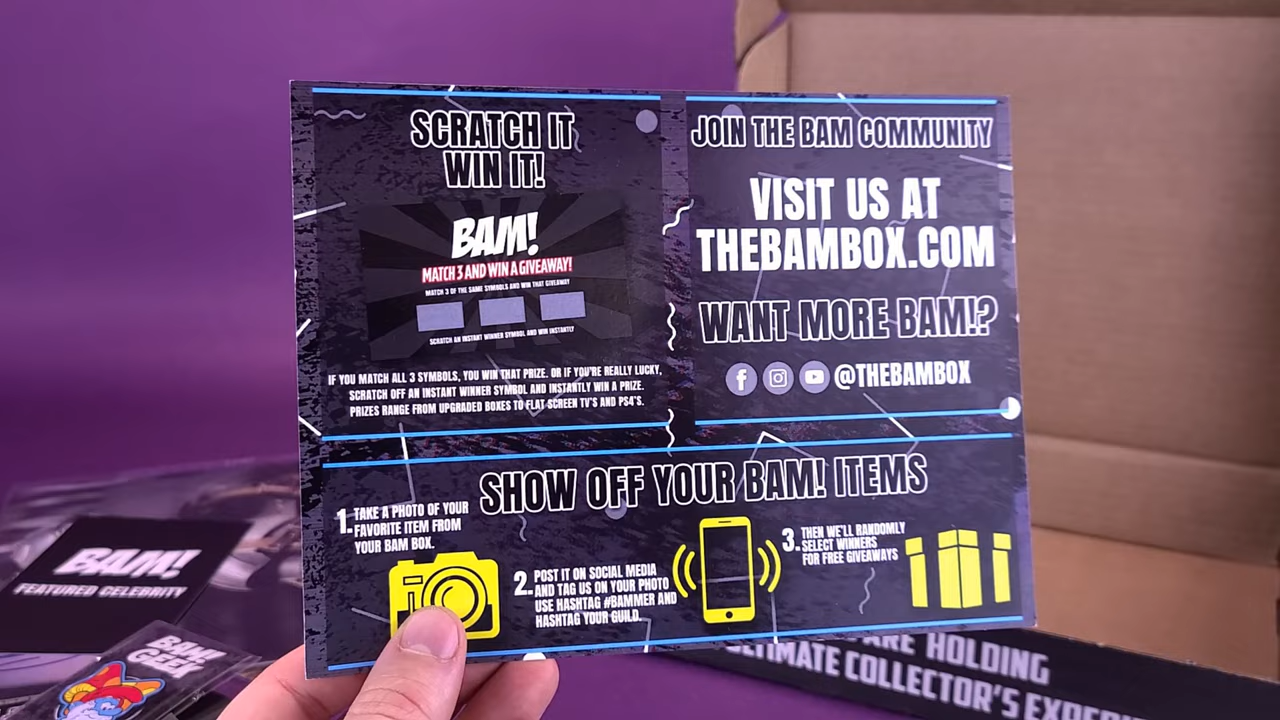 SCRATCH IT
WIN IT!
BAM!
MATCH 3 AND WIN A GIVEAWAY!
MATCH 3 OF THE SAME SYMBOLS AND WIN THAT GIVEAWAY
SCRATCH AN INSTANT WINNER SYMBOL AND WIN INSTANTLY
IF YOU MATCH ALL 3 SYMBOLS, YOU WIN THAT PRIZE. OR IF YOU'RE REALLY LUCKY,
SCRATCH OFF AN INSTANT WINNER SYMBOL AND INSTANTLY WIN A PRIZE.
PRIZES RANGE FROM UPGRADED BOXES TO FLAT SCREEN TV'S AND PS4'S.
JOIN THE BAM COMMUNITY
VISIT US AT
THEBAMBOX.COM
WANT MORE BAM!?
@THEBAMBOX
SHOW OFF YOUR BAM! ITEMS
1. TAKE A PHOTO OF YOUR
FAVORITE ITEM FROM
YOUR BAM BOX.
2. POST IT ON SOCIAL MEDIA
AND TAG US ON YOUR PHOTO
USE HASHTAG #BAMMER AND
HASHTAG YOUR GUILD.
3. THEN WE'LL RANDOMLY
SELECT WINNERS
FOR FREE GIVEAWAYS
BAM!
FEATURED CELEBRITY
BAM!
GEEK
ARE HOLDING
ULTIMATE COLLECTOR'S